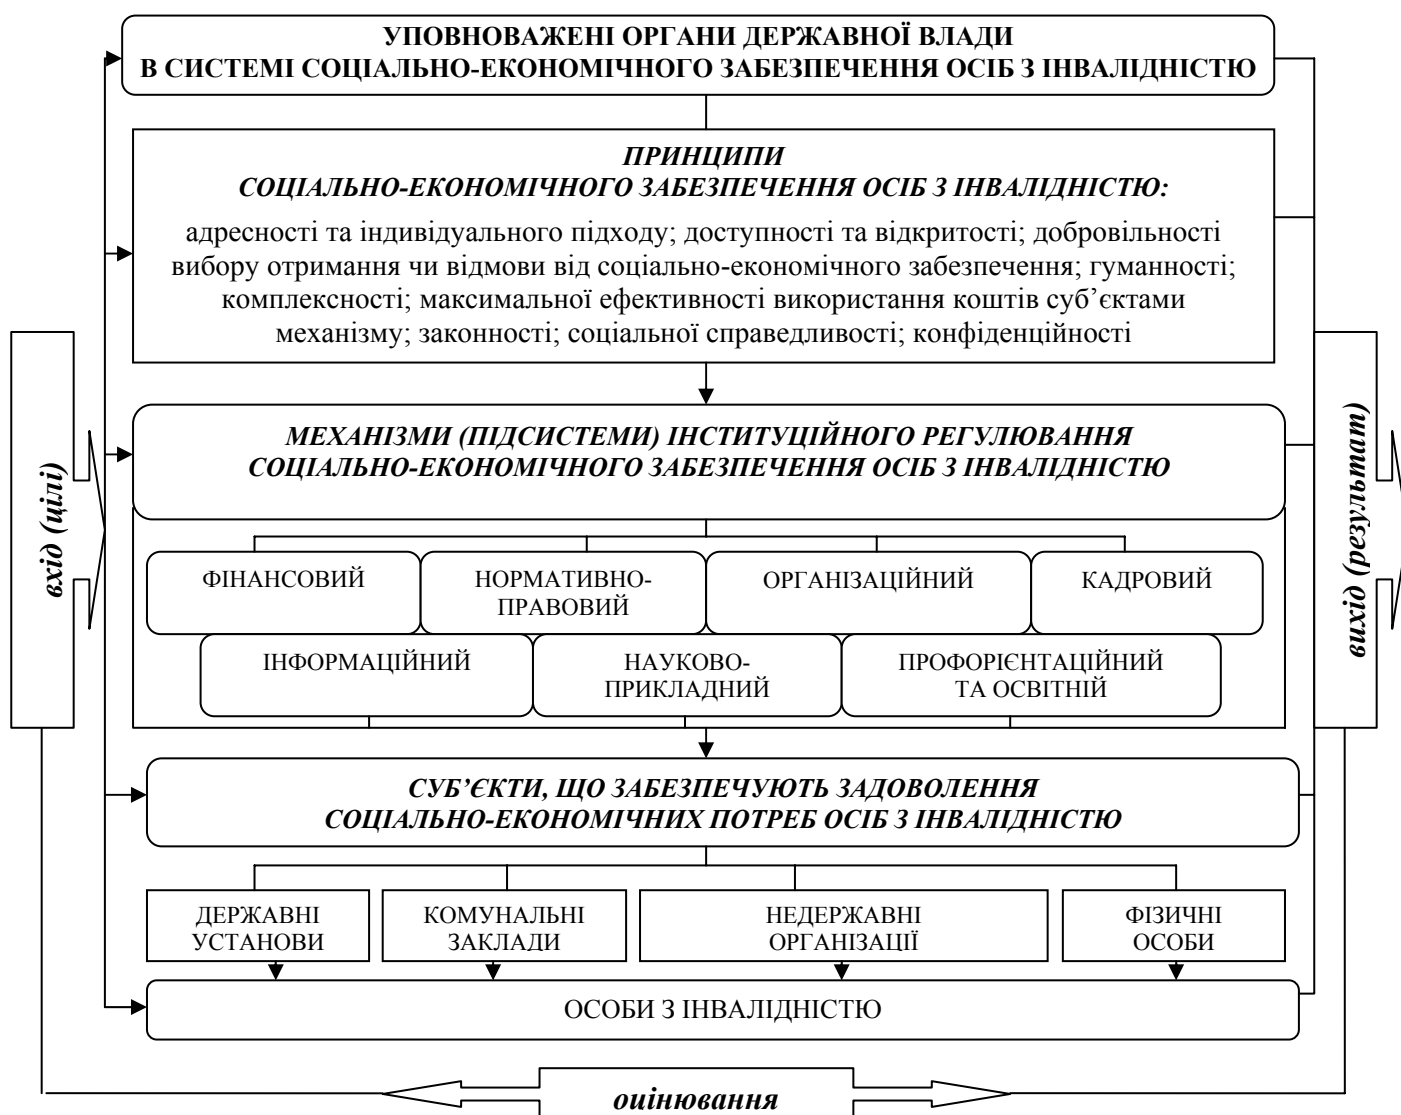 УПОВНОВАЖЕНІ ОРГАНИ ДЕРЖАВНОЇ ВЛАДИ
В СИСТЕМІ СОЦІАЛЬНО-ЕКОНОМІЧНОГО ЗАБЕЗПЕЧЕННЯ ОСІБ З ІНВАЛІДНІСТЮ
ПРИНЦИПИ
СОЦІАЛЬНО-ЕКОНОМІЧНОГО ЗАБЕЗПЕЧЕННЯ ОСІБ З ІНВАЛІДНІСТЮ:
адресності та індивідуального підходу; доступності та відкритості; добровільності
вибору отримання чи відмови від соціально-економічного забезпечення; гуманності;
комплексності; максимальної ефективності використання коштів суб’єктами
механізму; законності; соціальної справедливості; конфіденційності
вхід (цілі)
МЕХАНІЗМИ (ПІДСИСТЕМИ) ІНСТИТУЦІЙНОГО РЕГУЛЮВАННЯ
СОЦІАЛЬНО-ЕКОНОМІЧНОГО ЗАБЕЗПЕЧЕННЯ ОСІБ З ІНВАЛІДНІСТЮ
вихід (результат)
ФІНАНСОВИЙ
НОРМАТИВНО-
ПРАВОВИЙ
ОРГАНІЗАЦІЙНИЙ
КАДРОВИЙ
ІНФОРМАЦІЙНИЙ
НАУКОВО-
ПРИКЛАДНИЙ
ПРОФОРІЄНТАЦІЙНИЙ
ТА ОСВІТНІЙ
СУБ’ЄКТИ, ЩО ЗАБЕЗПЕЧУЮТЬ ЗАДОВОЛЕННЯ
СОЦІАЛЬНО-ЕКОНОМІЧНИХ ПОТРЕБ ОСІБ З ІНВАЛІДНІСТЮ
ДЕРЖАВНІ
УСТАНОВИ
КОМУНАЛЬНІ
ЗАКЛАДИ
НЕДЕРЖАВНІ
ОРГАНІЗАЦІЇ
ФІЗИЧНІ
ОСОБИ
ОСОБИ З ІНВАЛІДНІСТЮ
оцінювання